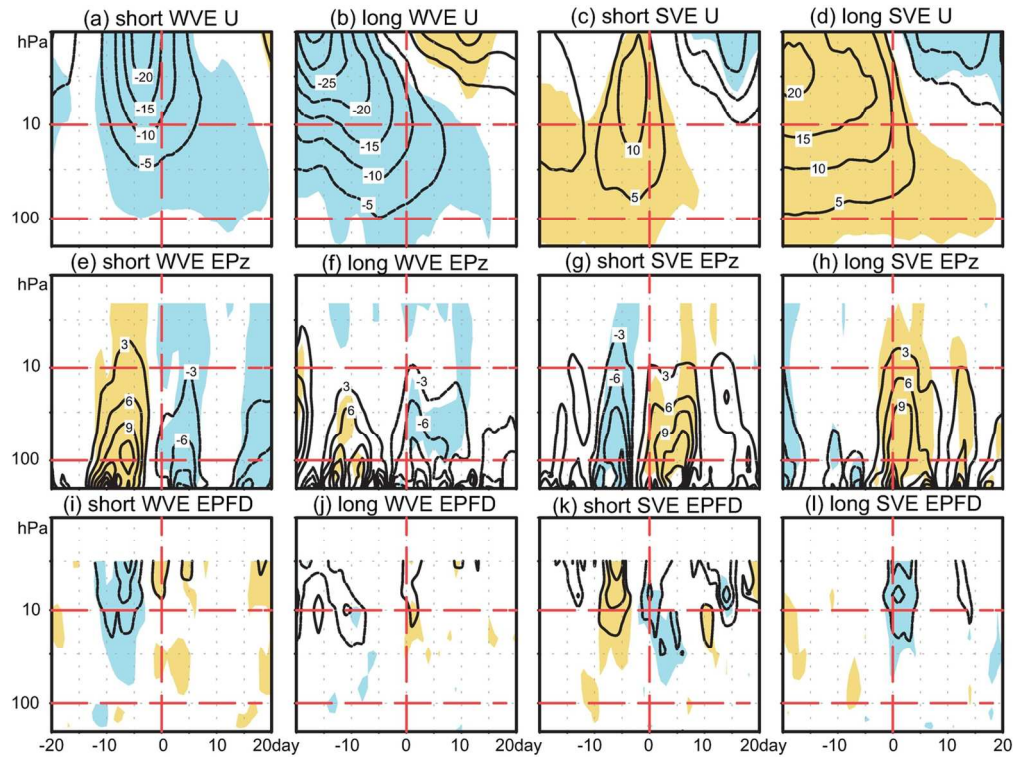 (a) short WVE U (b) long WVE U (c) short SVE U (d) long SVE U
hPa
-20 -25 20
-15 -20
10 -10 -15 10 15
-5 -10 10
-5 5 5
100
(e) short WVE EPz (f) long WVE EPz (g) short SVE EPz (h) long SVE EPz
hPa
3 -3 3
10 -3 3 -3 -6 3 6
6 6 -6 6 9
9 -6 9
100
(i) short WVE EPFD (j) long WVE EPFD (k) short SVE EPFD (l) long SVE EPFD
hPa
10
100
-20 -10 0 10 20day -10 0 10 20day -10 0 10 20day -10 0 10 20